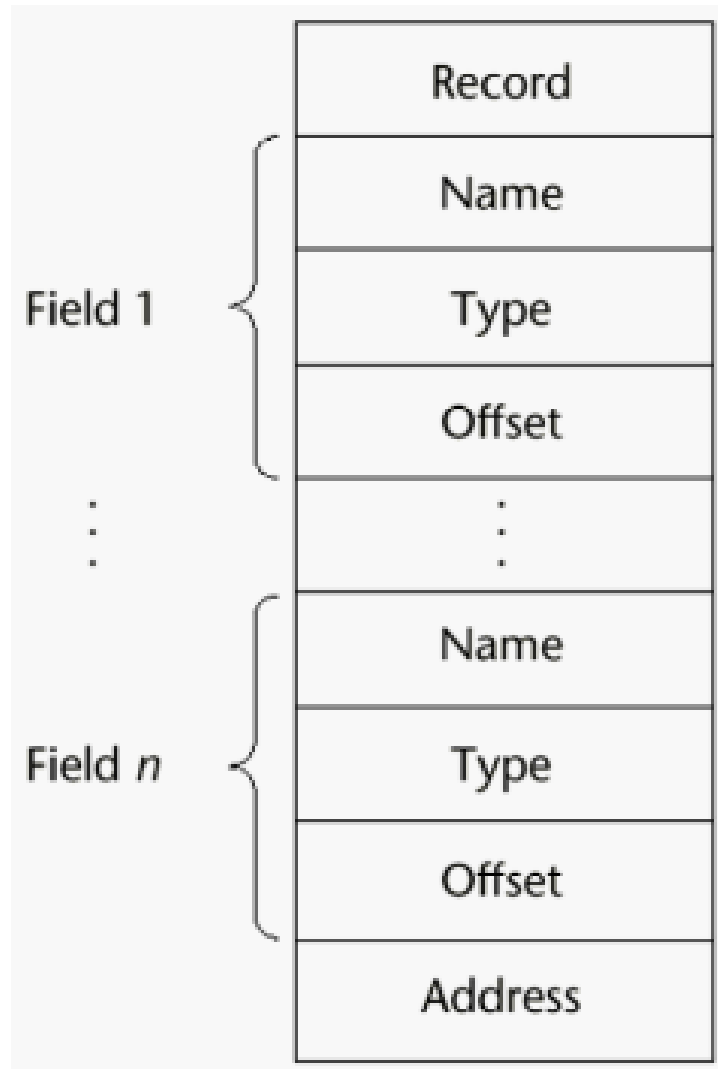 Record
Name
Field 1
Type
Offset
Name
Field n
Type
Offset
Address